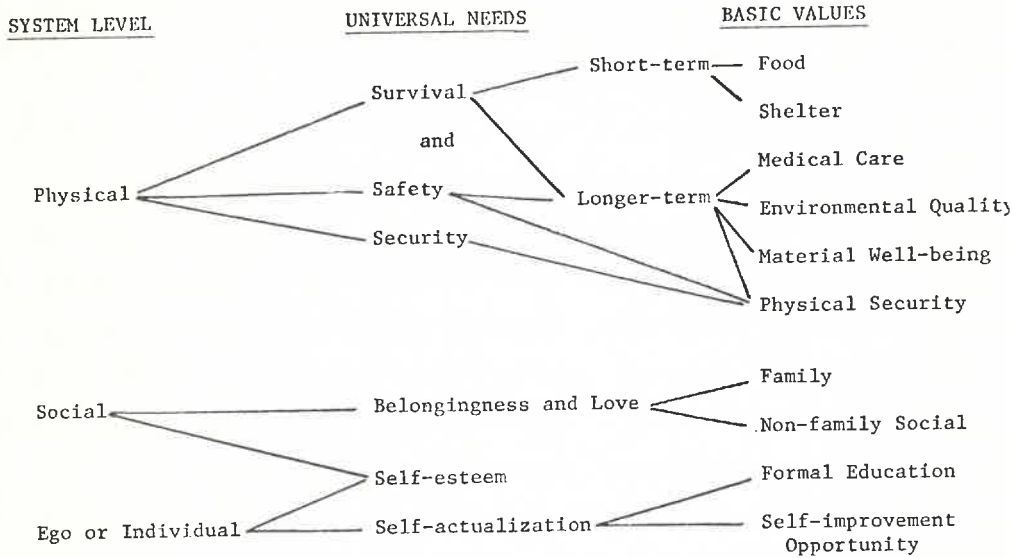 SYSTEM LEVEL
UNIVERSAL NEEDS
BASIC VALUES
Short-term
Food
Survival
Shelter
and
Medical Care
Physical
Safety
Longer-term
Environmental Quality
Security
Material Well-being
Physical Security
Family
Social
Belongingness and Love
Non-family Social
Self-esteem
Formal Education
Ego or Individual
Self-actualization
Self-improvement
Opportunity